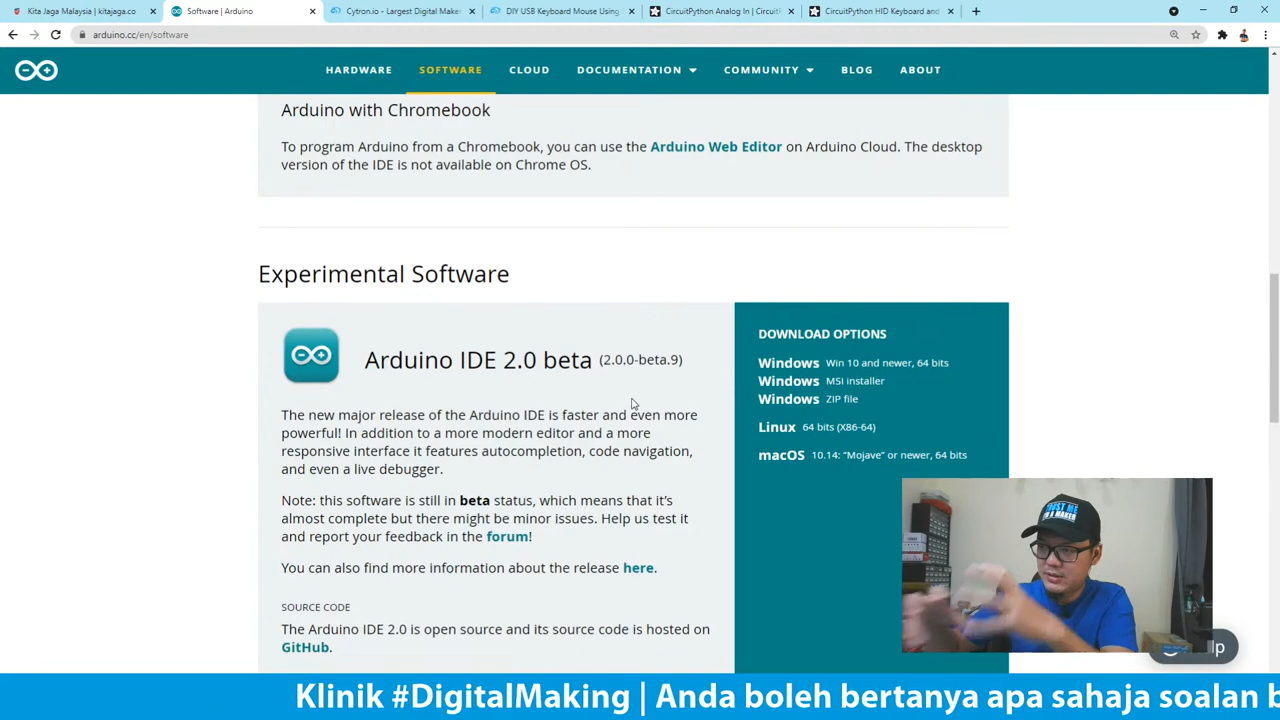 Kita Jaga Malaysia | kitajaga.co
Software | Arduino
Cytron.io - Largest Digital Make
DIY USB Keyboard Mouse Using
CircuitPython Analog In | CircuitP
CircuitPython HID Keyboard and
arduino.cc/en/software
HARDWARE
SOFTWARE
CLOUD
DOCUMENTATION
COMMUNITY
BLOG
ABOUT
Arduino with Chromebook
To program Arduino from a Chromebook, you can use the Arduino Web Editor on Arduino Cloud. The desktop
version of the IDE is not available on Chrome OS.
Experimental Software
Arduino IDE 2.0 beta (2.0.0-beta.9)
The new major release of the Arduino IDE is faster and even more
powerful! In addition to a more modern editor and a more
responsive interface it features autocompletion, code navigation,
and even a live debugger.
Note: this software is still in beta status, which means that it's
almost complete but there might be minor issues. Help us test it
and report your feedback in the forum!
You can also find more information about the release here.
SOURCE CODE
The Arduino IDE 2.0 is open source and its source code is hosted on
GitHub.
DOWNLOAD OPTIONS
Windows Win 10 and newer, 64 bits
Windows MSI installer
Windows ZIP file
Linux 64 bits (X86-64)
macOS 10.14: “Mojave” or newer, 64 bits
TRUST ME
I'M A MAKER
lp
Klinik #DigitalMaking | Anda boleh bertanya apa sahaja soalan b